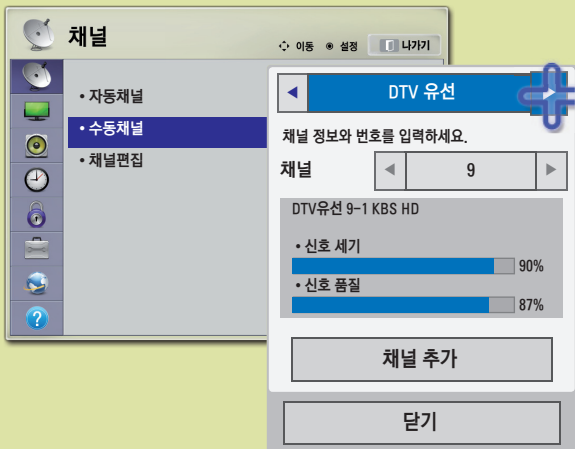 채널
이동 설정 나가기
• 자동채널
• 수동채널
• 채널편집
?
DTV 유선
채널 정보와 번호를 입력하세요.
채널 9
DTV유선 9-1 KBS HD
• 신호 세기
90%
• 신호 품질
87%
채널 추가
닫기